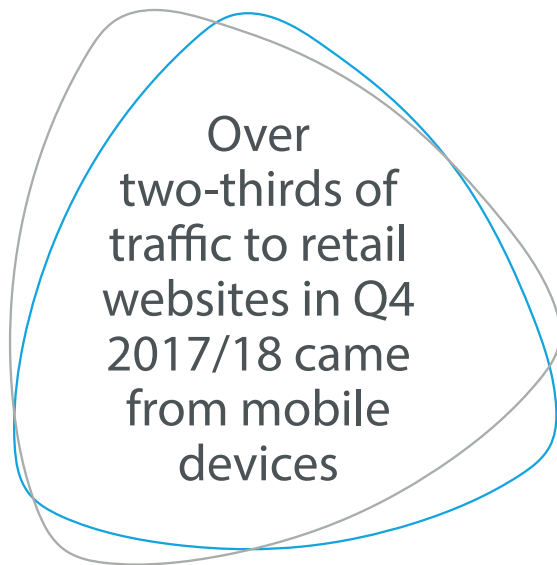 Over
two-thirds of
traffic to retail
websites in Q4
2017/18 came
from mobile
devices